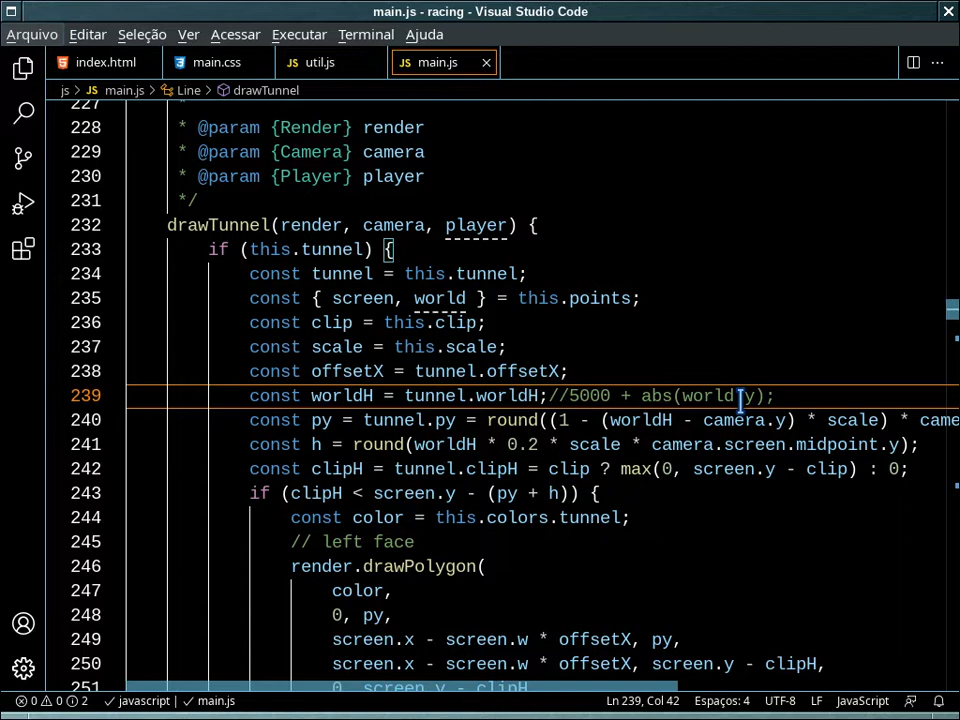 main.js - racing - Visual Studio Code
Arquivo Editar Seleção Ver Acessar Executar Terminal Ajuda
index.html main.css JS util.js JS main.js
js > JS main.js > Line > drawTunnel
227 *
228 * @param {Render} render
229 * @param {Camera} camera
230 * @param {Player} player
231 */
232 drawTunnel(render, camera, player) {
233 if (this.tunnel) {
234 const tunnel = this.tunnel;
235 const { screen, world } = this.points;
236 const clip = this.clip;
237 const scale = this.scale;
238 const offsetX = tunnel.offsetX;
239 const worldH = tunnel.worldH;//5000 + abs(world.y);
240 const py = tunnel.py = round((1 - (worldH - camera.y) * scale) * came
241 const h = round(worldH * 0.2 * scale * camera.screen.midpoint.y);
242 const clipH = tunnel.clipH = clip ? max(0, screen.y - clip) : 0;
243 if (clipH < screen.y - (py + h)) {
244 const color = this.colors.tunnel;
245 // left face
246 render.drawPolygon(
247 color,
248 0, py,
249 screen.x - screen.w * offsetX, py,
250 screen.x - screen.w * offsetX, screen.y - clipH,
251 0, screen.y - clipH
0 0 2 javascript | main.js Ln 239, Col 42 Espaços: 4 UTF-8 LF JavaScript